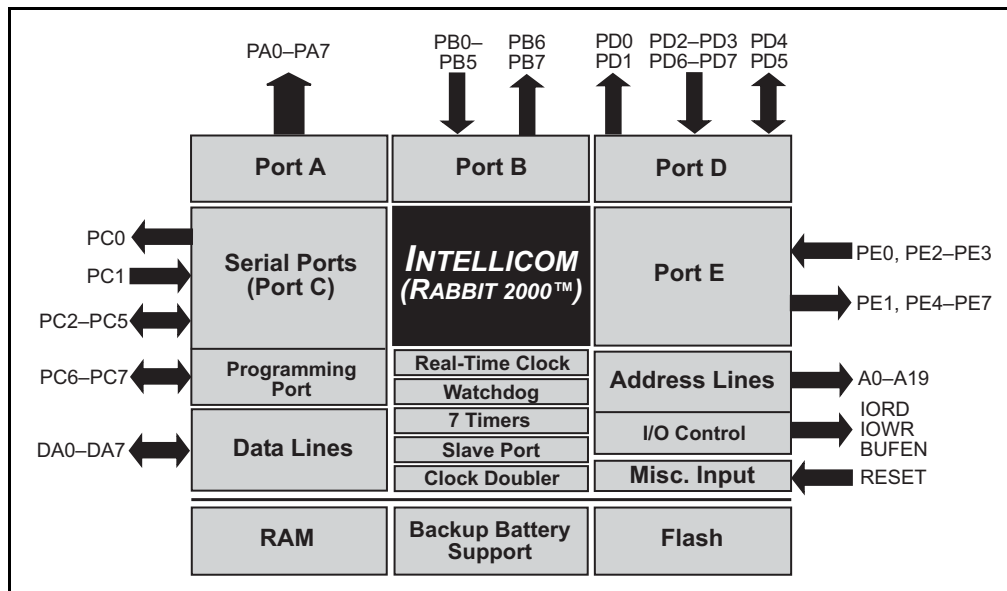 PA0–PA7
PB0–
PB5
PB6
PB7
PD0
PD1
PD2–PD3
PD6–PD7
PD4
PD5
Port A
Port B
Port D
PC0
PC1
PC2–PC5
PC6–PC7
DA0–DA7
Serial Ports
(Port C)
Programming
Port
Data Lines
INTELLICOM
(RABBIT 2000™)
Real-Time Clock
Watchdog
7 Timers
Slave Port
Clock Doubler
Port E
Address Lines
I/O Control
Misc. Input
PE0, PE2–PE3
PE1, PE4–PE7
A0–A19
IORD
IOWR
BUFEN
RESET
RAM
Backup Battery
Support
Flash